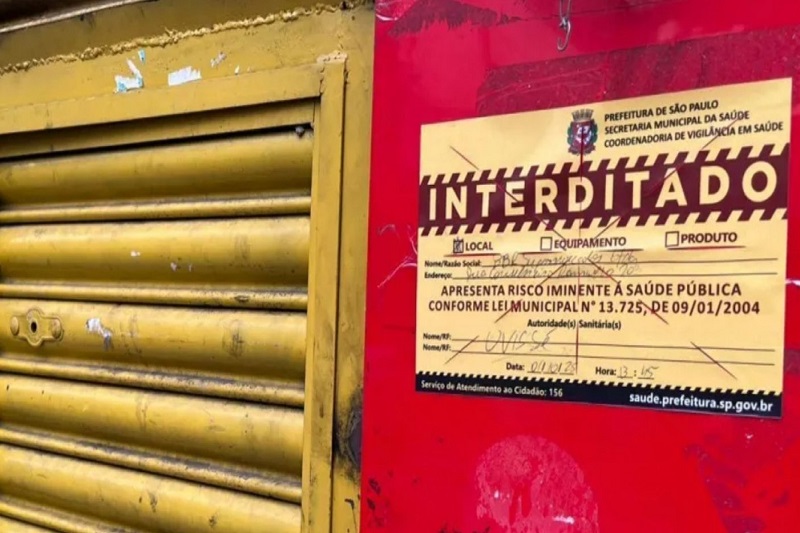 PREFEITURA DE SÃO PAULO
SECRETARIA MUNICIPAL DA SAÚDE
COORDENADORIA DE VIGILÂNCIA EM SAÚDE
INTERDITADO
LOCAL EQUIPAMENTO PRODUTO
Nome/Razão Social:
Endereço:
APRESENTA RISCO IMINENTE À SAÚDE PÚBLICA
CONFORME LEI MUNICIPAL N° 13.725, DE 09/01/2004
Autoridade(s) Sanitária(s)
Nome/RF:
Nome/RF:
Data: Hora: 13:45
Serviço de Atendimento ao Cidadão: 156
saude.prefeitura.sp.gov.br